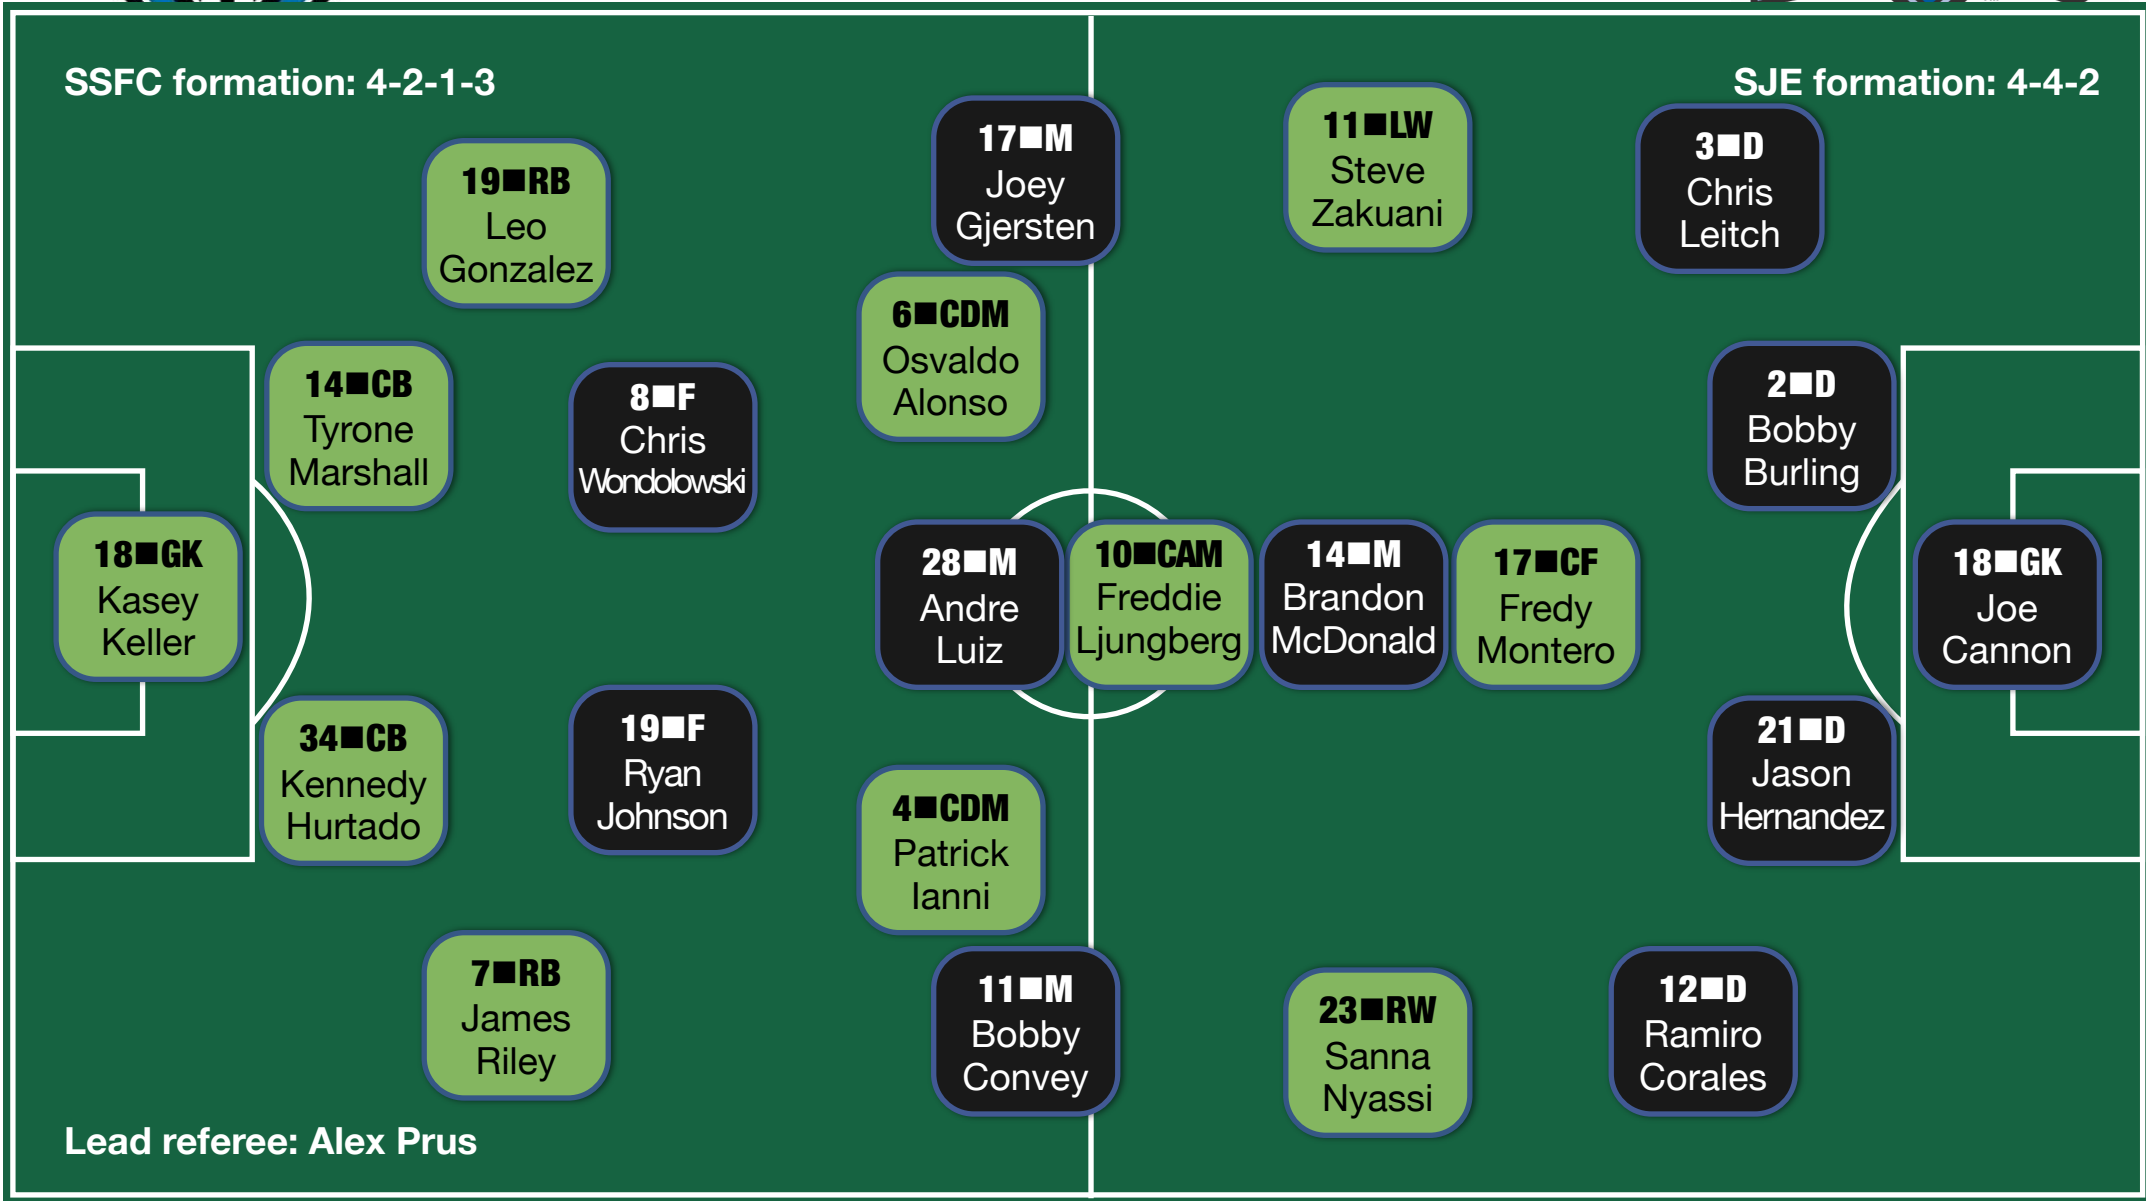 SSFC formation: 4-2-1-3
SJE formation: 4-4-2
19■RB
Leo
Gonzalez
17■M
Joey
Gjersten
11■LW
Steve
Zakuani
3■D
Chris
Leitch
14■CB
Tyrone
Marshall
8■F
Chris
Wondolowski
6■CDM
Osvaldo
Alonso
2■D
Bobby
Burling
18■GK
Kasey
Keller
28■M
Andre
Luiz
10■CAM
Freddie
Ljungberg
14■M
Brandon
McDonald
17■CF
Fredy
Montero
18■GK
Joe
Cannon
34■CB
Kennedy
Hurtado
19■F
Ryan
Johnson
4■CDM
Patrick
Ianni
21■D
Jason
Hernandez
7■RB
James
Riley
11■M
Bobby
Convey
23■RW
Sanna
Nyassi
12■D
Ramiro
Corales
Lead referee: Alex Prus